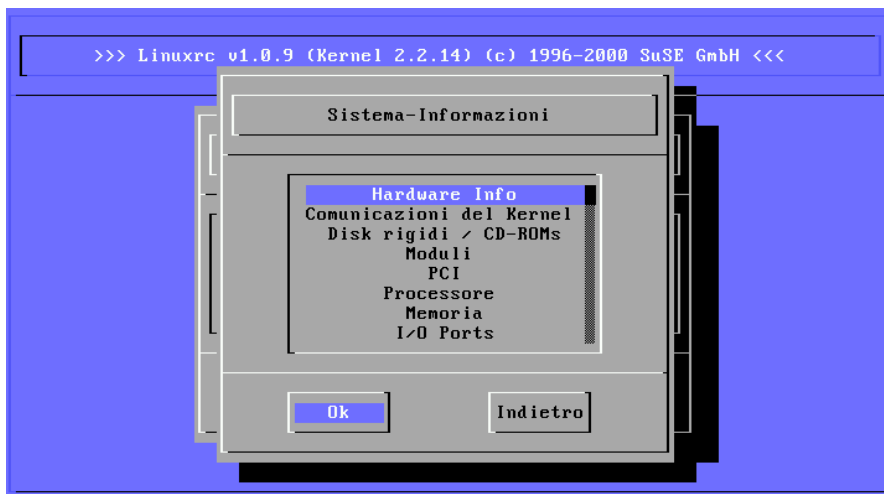 >>> Linuxrc v1.0.9 (Kernel 2.2.14) (c) 1996-2000 SuSE GmbH <<<
Sistema-Informazioni
Hardware Info
Comunicazioni del Kernel
Disk rigidi / CD-ROMs
Moduli
PCI
Processore
Memoria
I/O Ports
Ok
Indietro